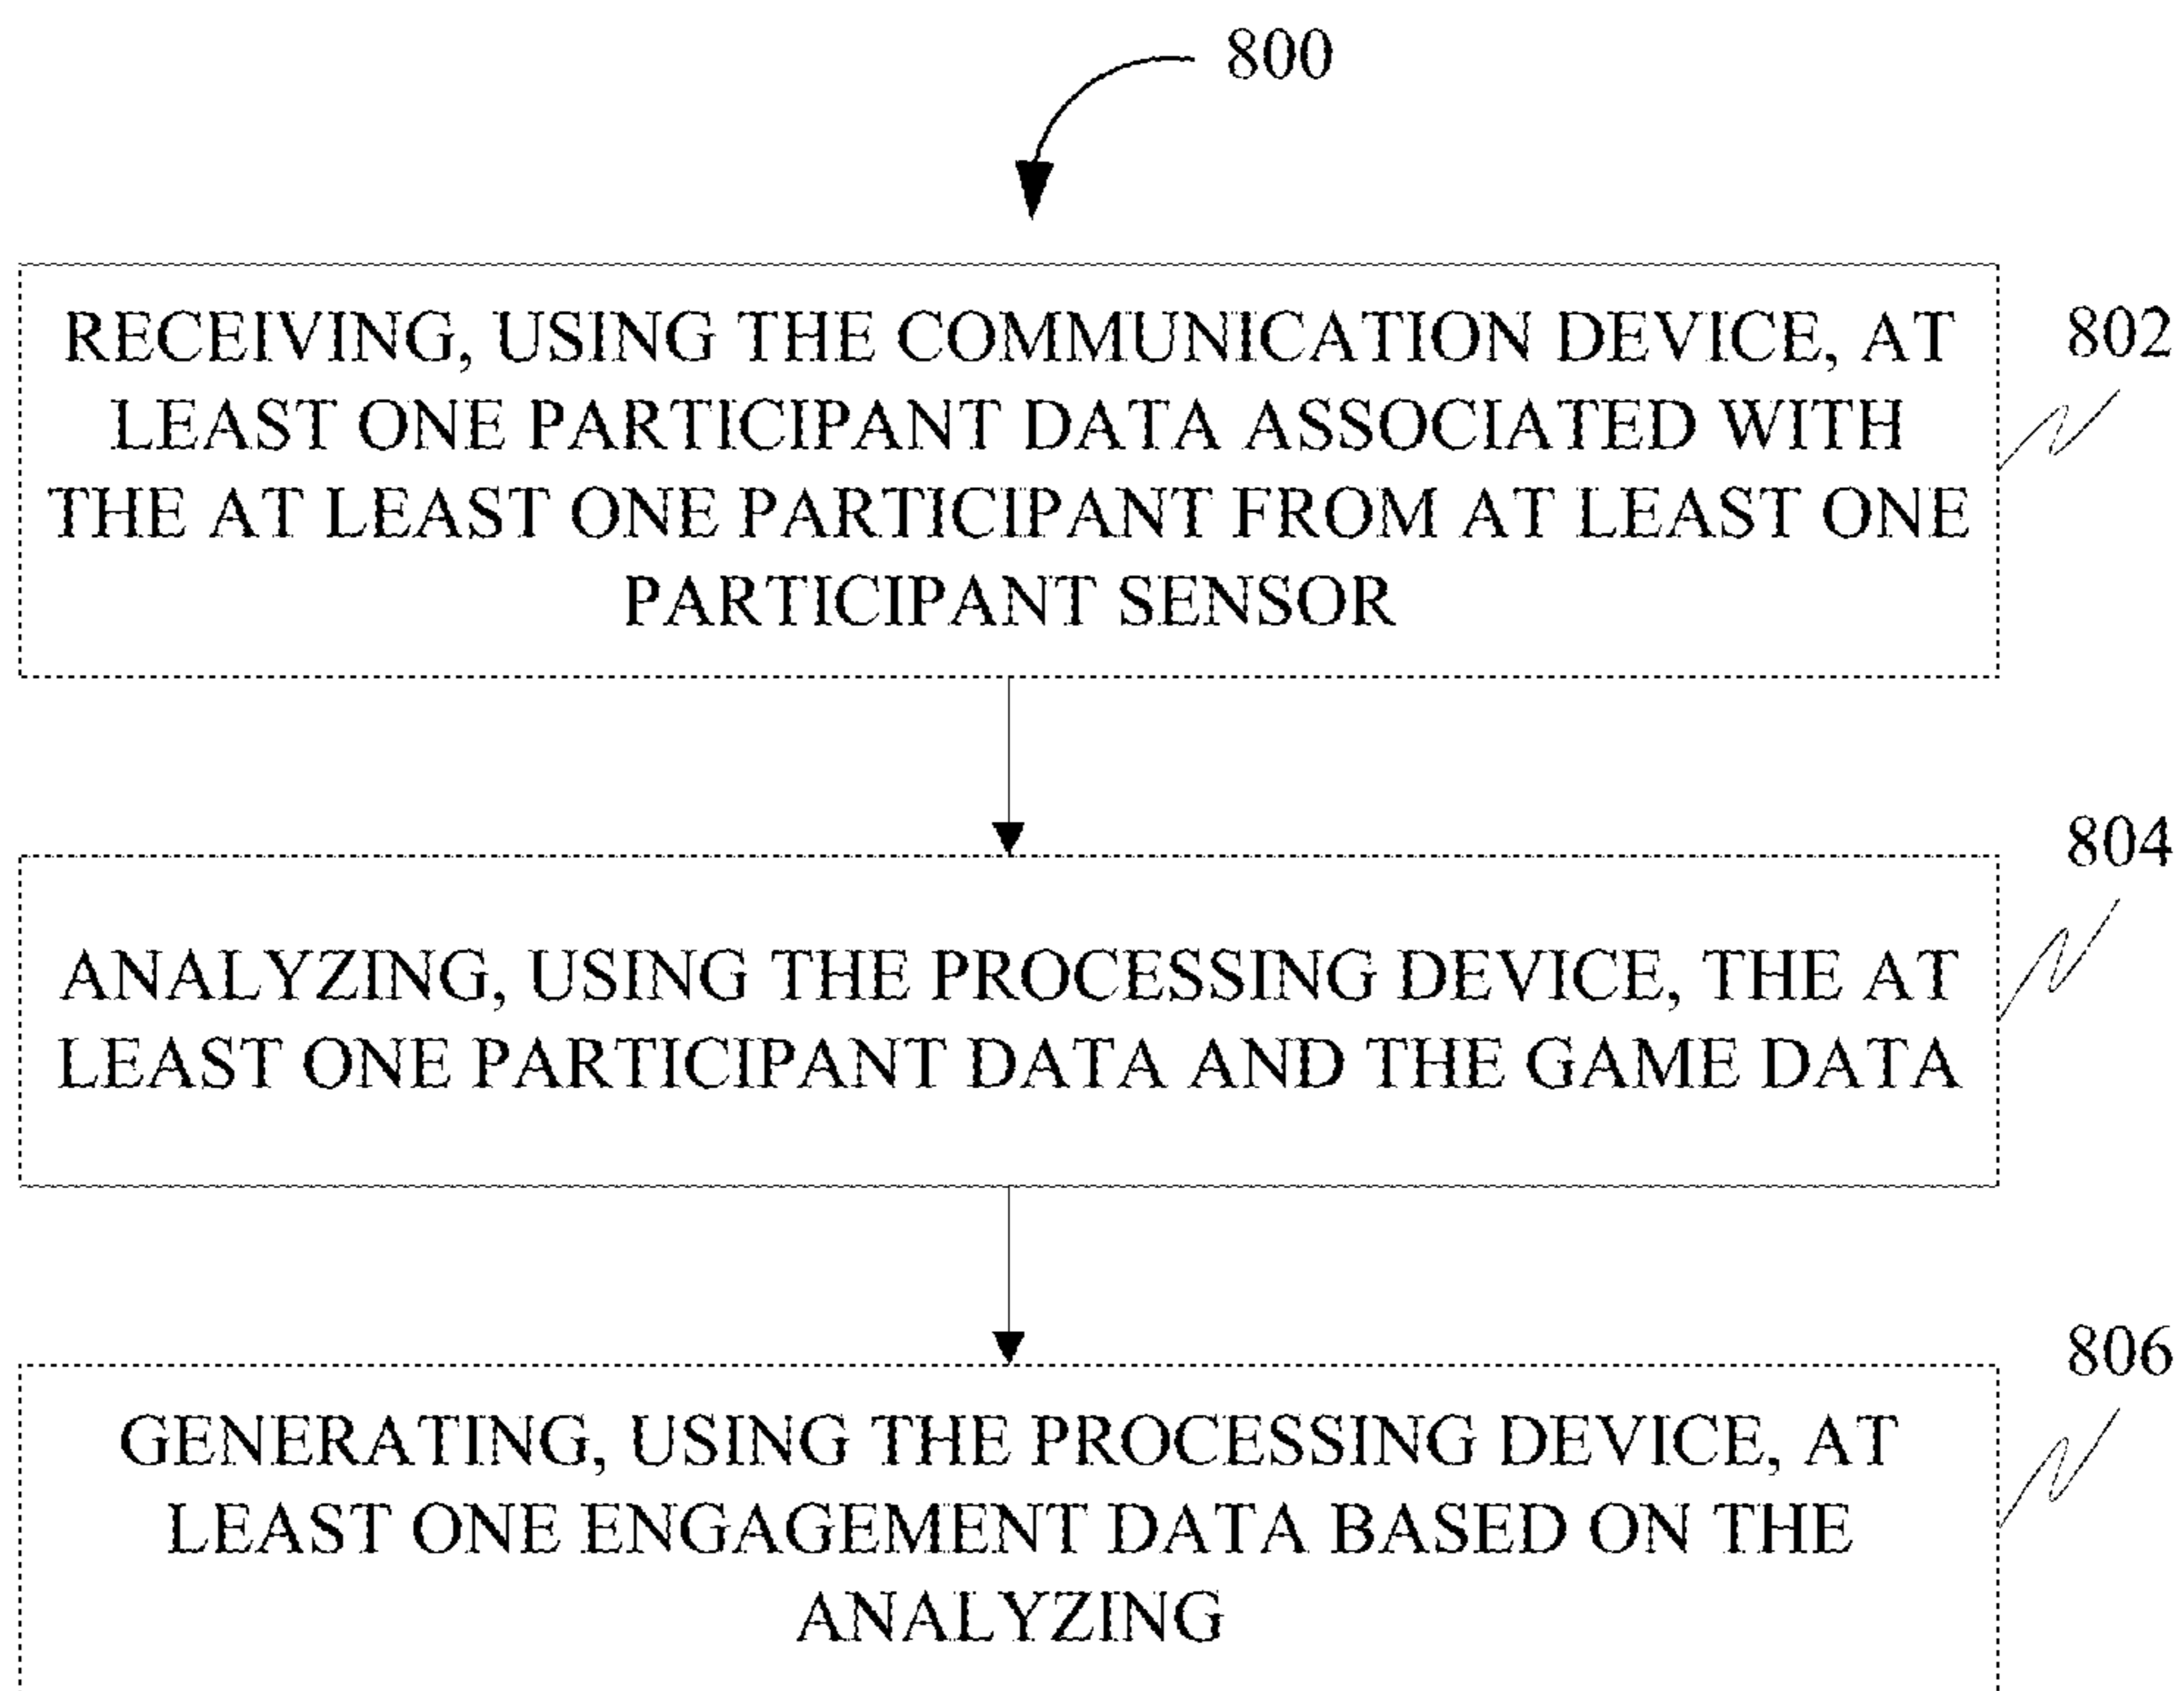 800
RECEIVING, USING THE COMMUNICATION DEVICE, AT
LEAST ONE PARTICIPANT DATA ASSOCIATED WITH
THE AT LEAST ONE PARTICIPANT FROM AT LEAST ONE
PARTICIPANT SENSOR
802
ANALYZING, USING THE PROCESSING DEVICE, THE AT
LEAST ONE PARTICIPANT DATA AND THE GAME DATA
804
GENERATING, USING THE PROCESSING DEVICE, AT
LEAST ONE ENGAGEMENT DATA BASED ON THE
ANALYZING
806